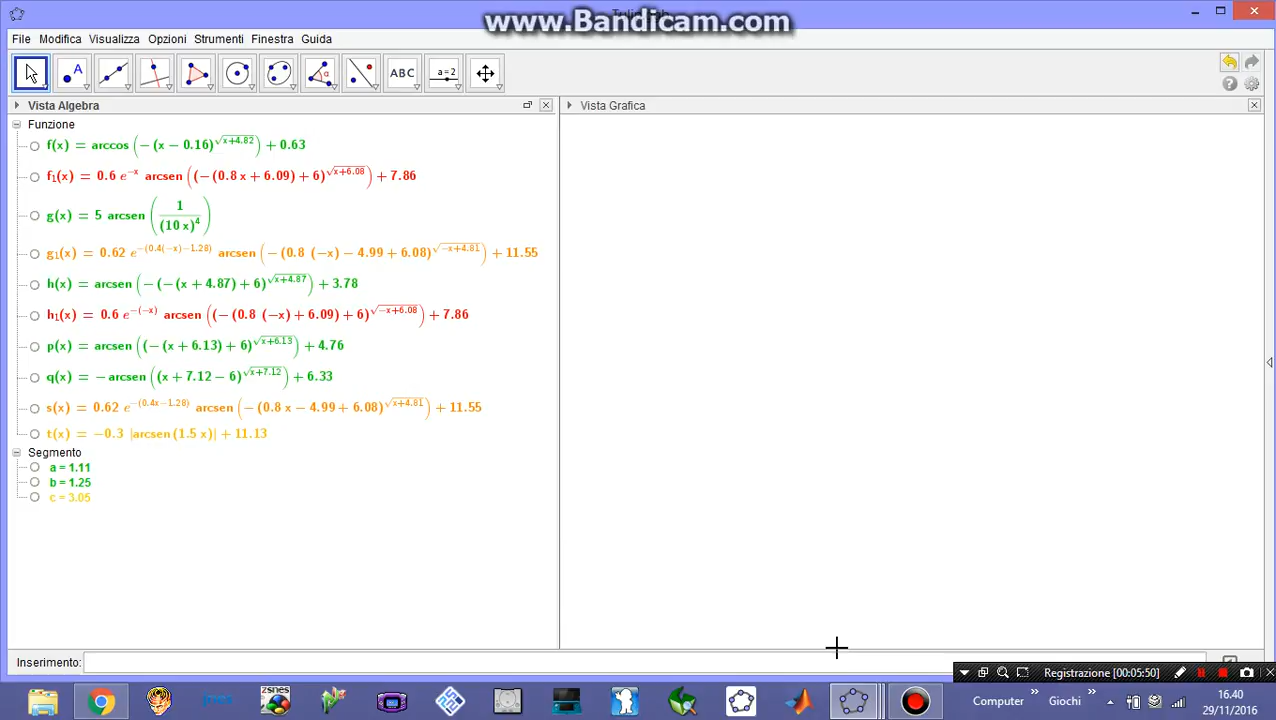 www.Bandicam.com
File Modifica Visualizza Opzioni Strumenti Finestra Guida
A α ABC a = 2
Vista Algebra
Vista Grafica
Funzione
f(x) = arccos (− (x − 0.16)^√(x+4.82)) + 0.63
f₁(x) = 0.6 e^(−x) arcsen ((− (0.8 x + 6.09) + 6)^√(x+6.08)) + 7.86
g(x) = 5 arcsen (1 / (10 x)⁴)
g₁(x) = 0.62 e^(−(0.4(−x)−1.28)) arcsen (− (0.8 (−x) − 4.99 + 6.08)^√(−x+4.81)) + 11.55
h(x) = arcsen (− (− (x + 4.87) + 6)^√(x+4.87)) + 3.78
h₁(x) = 0.6 e^(−(−x)) arcsen ((− (0.8 (−x) + 6.09) + 6)^√(−x+6.08)) + 7.86
p(x) = arcsen ((− (x + 6.13) + 6)^√(x+6.13)) + 4.76
q(x) = −arcsen ((x + 7.12 − 6)^√(x+7.12)) + 6.33
s(x) = 0.62 e^(−(0.4x−1.28)) arcsen (− (0.8 x − 4.99 + 6.08)^√(x+4.81)) + 11.55
t(x) = −0.3 |arcsen (1.5 x)| + 11.13
Segmento
a = 1.11
b = 1.25
c = 3.05
Inserimento:
Registrazione [00:05:50]
jnes
zsnes
Computer » Giochi »
16.40
29/11/2016